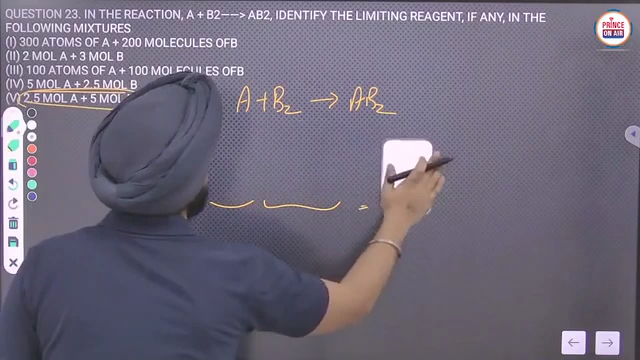 QUESTION 23. IN THE REACTION, A + B2––> AB2, IDENTIFY THE LIMITING REAGENT, IF ANY, IN THE
FOLLOWING MIXTURES
(I) 300 ATOMS OF A + 200 MOLECULES OFB
(II) 2 MOL A + 3 MOL B
(III) 100 ATOMS OF A + 100 MOLECULES OFB
(IV) 5 MOL A + 2.5 MOL B
(V) 2.5 MOL A + 5 MOL
A + B2 → AB2
=
PRINCE
ON AIR